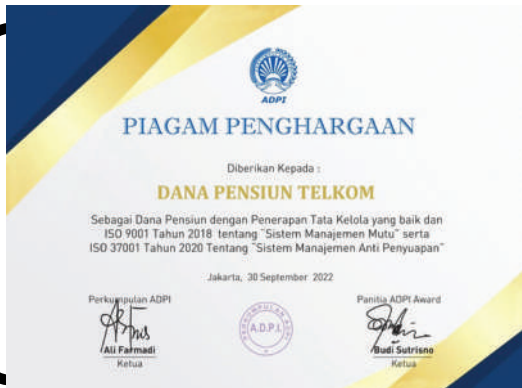 ADPI
PIAGAM PENGHARGAAN
Diberikan Kepada :
DANA PENSIUN TELKOM
Sebagai Dana Pensiun dengan Penerapan Tata Kelola yang baik dan
ISO 9001 Tahun 2018 tentang "Sistem Manajemen Mutu" serta
ISO 37001 Tahun 2020 Tentang "Sistem Manajemen Anti Penyuapan"
Jakarta, 30 September 2022
Perkumpulan ADPI
Panitia ADPI Award
PERKUMPULAN ADPI
A.D.P.I.
Ali Farmadi
Budi Sutrisno
Ketua
Ketua